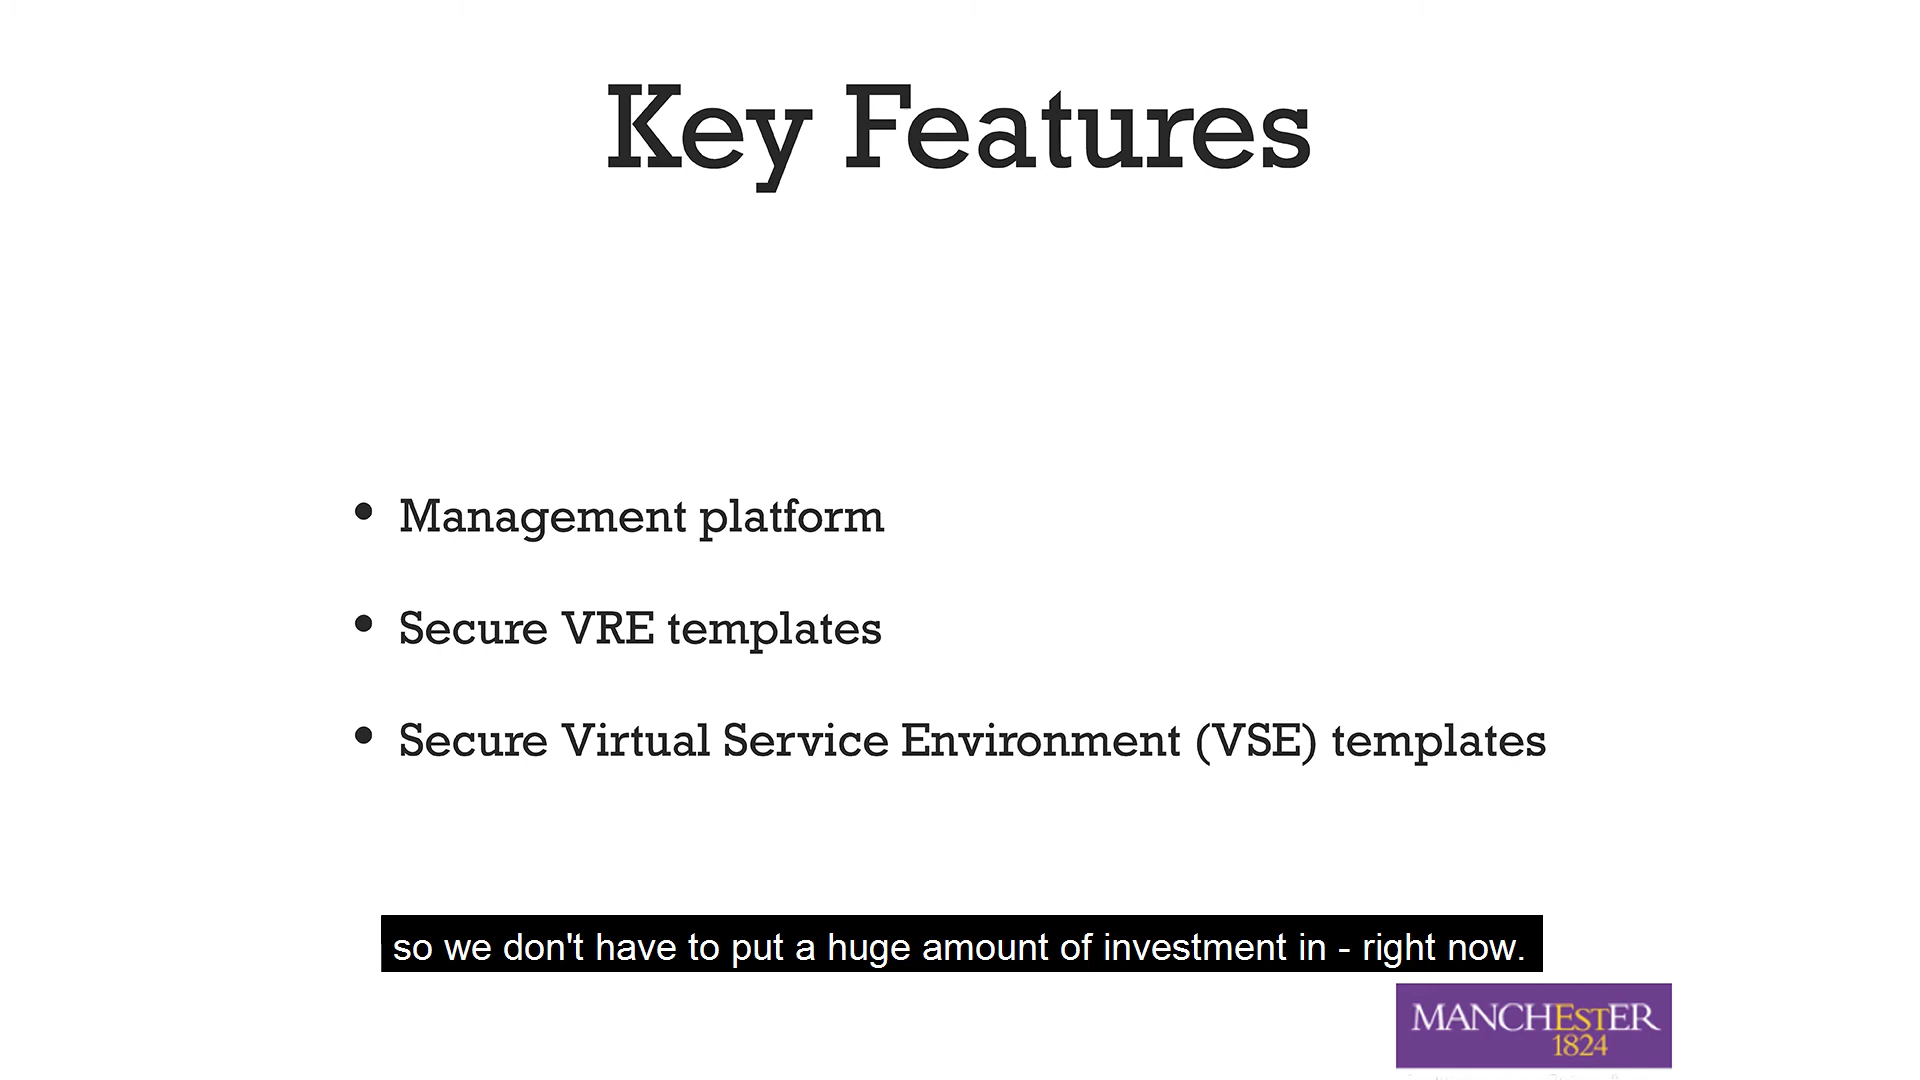 Key Features
• Management platform
• Secure VRE templates
• Secure Virtual Service Environment (VSE) templates
so we don't have to put a huge amount of investment in - right now.
MANCHESTER
1824